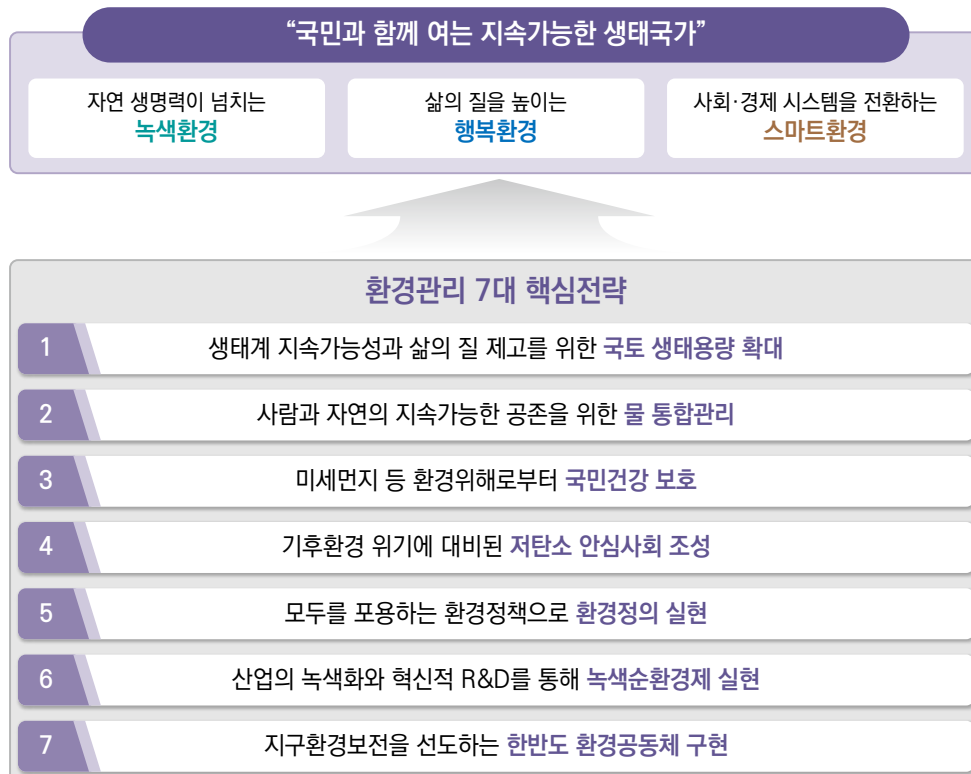 “국민과 함께 여는 지속가능한 생태국가”
자연 생명력이 넘치는
녹색환경
삶의 질을 높이는
행복환경
사회·경제 시스템을 전환하는
스마트환경
환경관리 7대 핵심전략
1 생태계 지속가능성과 삶의 질 제고를 위한 국토 생태용량 확대
2 사람과 자연의 지속가능한 공존을 위한 물 통합관리
3 미세먼지 등 환경위해로부터 국민건강 보호
4 기후환경 위기에 대비된 저탄소 안심사회 조성
5 모두를 포용하는 환경정책으로 환경정의 실현
6 산업의 녹색화와 혁신적 R&D를 통해 녹색순환경제 실현
7 지구환경보전을 선도하는 한반도 환경공동체 구현